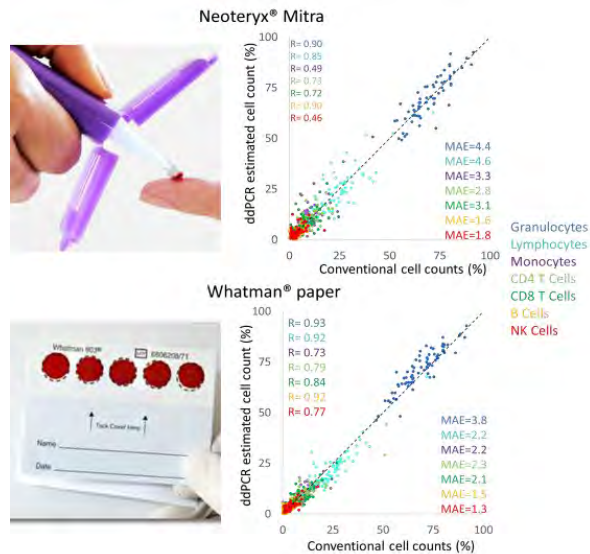 Neoteryx® Mitra
ddPCR estimated cell count (%)
100
75
50
25
0
R= 0.90
R= 0.85
R= 0.49
R= 0.73
R= 0.72
R= 0.90
R= 0.46
MAE=4.4
MAE=4.6
MAE=3.3
MAE=2.8
MAE=3.1
MAE=1.6
MAE=1.8
0 25 50 75 100
Conventional cell counts (%)
Granulocytes
Lymphocytes
Monocytes
CD4 T Cells
CD8 T Cells
B Cells
NK Cells
Whatman® paper
Whatman 903®
Name
Date
ddPCR estimated cell count (%)
100
75
50
25
0
R= 0.93
R= 0.92
R= 0.73
R= 0.79
R= 0.84
R= 0.92
R= 0.77
MAE=3.8
MAE=2.2
MAE=2.2
MAE=2.3
MAE=2.1
MAE=1.5
MAE=1.3
0 25 50 75 100
Conventional cell counts (%)